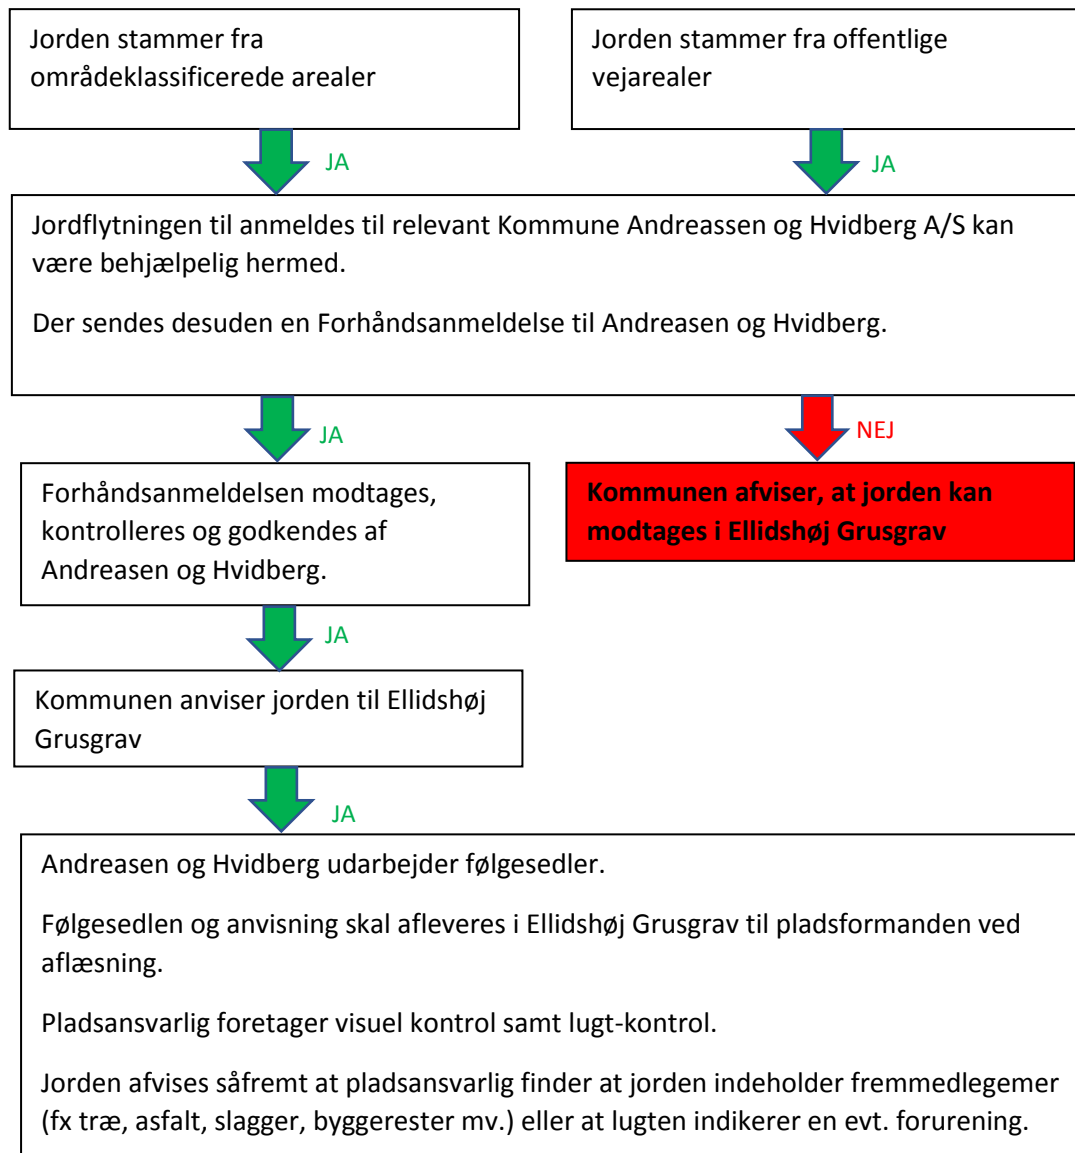 Jorden stammer fra
områdeklassificerede arealer
Jorden stammer fra offentlige
vejarealer
JA
JA
Jordflytningen til anmeldes til relevant Kommune Andreassen og Hvidberg A/S kan
være behjælpelig hermed.
Der sendes desuden en Forhåndsanmeldelse til Andreasen og Hvidberg.
JA
NEJ
Forhåndsanmeldelsen modtages,
kontrolleres og godkendes af
Andreasen og Hvidberg.
Kommunen afviser, at jorden kan
modtages i Ellidshøj Grusgrav
JA
Kommunen anviser jorden til Ellidshøj
Grusgrav
JA
Andreasen og Hvidberg udarbejder følgesedler.
Følgesedlen og anvisning skal afleveres i Ellidshøj Grusgrav til pladsformanden ved
aflæsning.
Pladsansvarlig foretager visuel kontrol samt lugt-kontrol.
Jorden afvises såfremt at pladsansvarlig finder at jorden indeholder fremmedlegemer
(fx træ, asfalt, slagger, byggerester mv.) eller at lugten indikerer en evt. forurening.